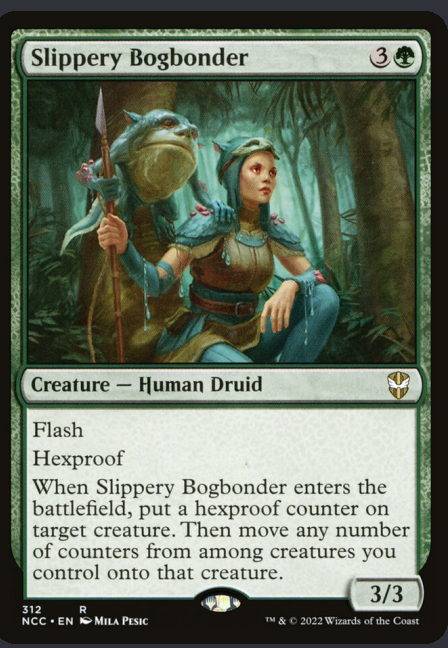 Slippery Bogbonder 3
Creature — Human Druid
Flash
Hexproof
When Slippery Bogbonder enters the
battlefield, put a hexproof counter on
target creature. Then move any number
of counters from among creatures you
control onto that creature.
3/3
312 R
NCC • EN Mila Pesic ™ & © 2022 Wizards of the Coast